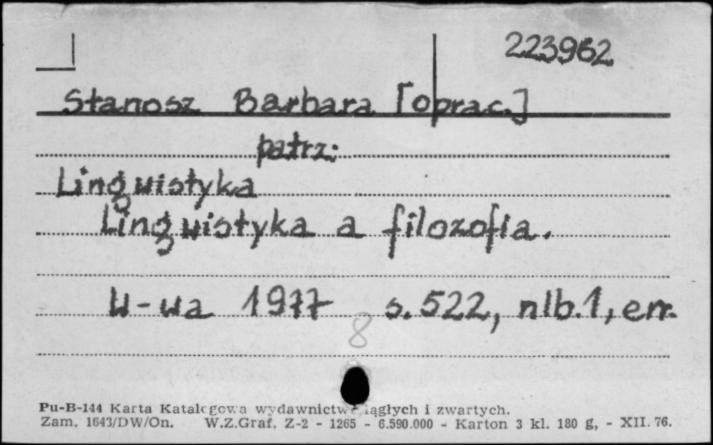 223962
Stanosz Barbara [oprac.]
patrz:
Lingwistyka
Lingwistyka a filozofia.
W-wa 1977 s. 522, nlb. 1, err.
8
Pu-B-144 Karta Katalogowa wydawnictw ciągłych i zwartych.
Zam. 1643/DW/On. W.Z.Graf. Z-2 - 1265 - 6.590.000 - Karton 3 kl. 180 g, - XII. 76.